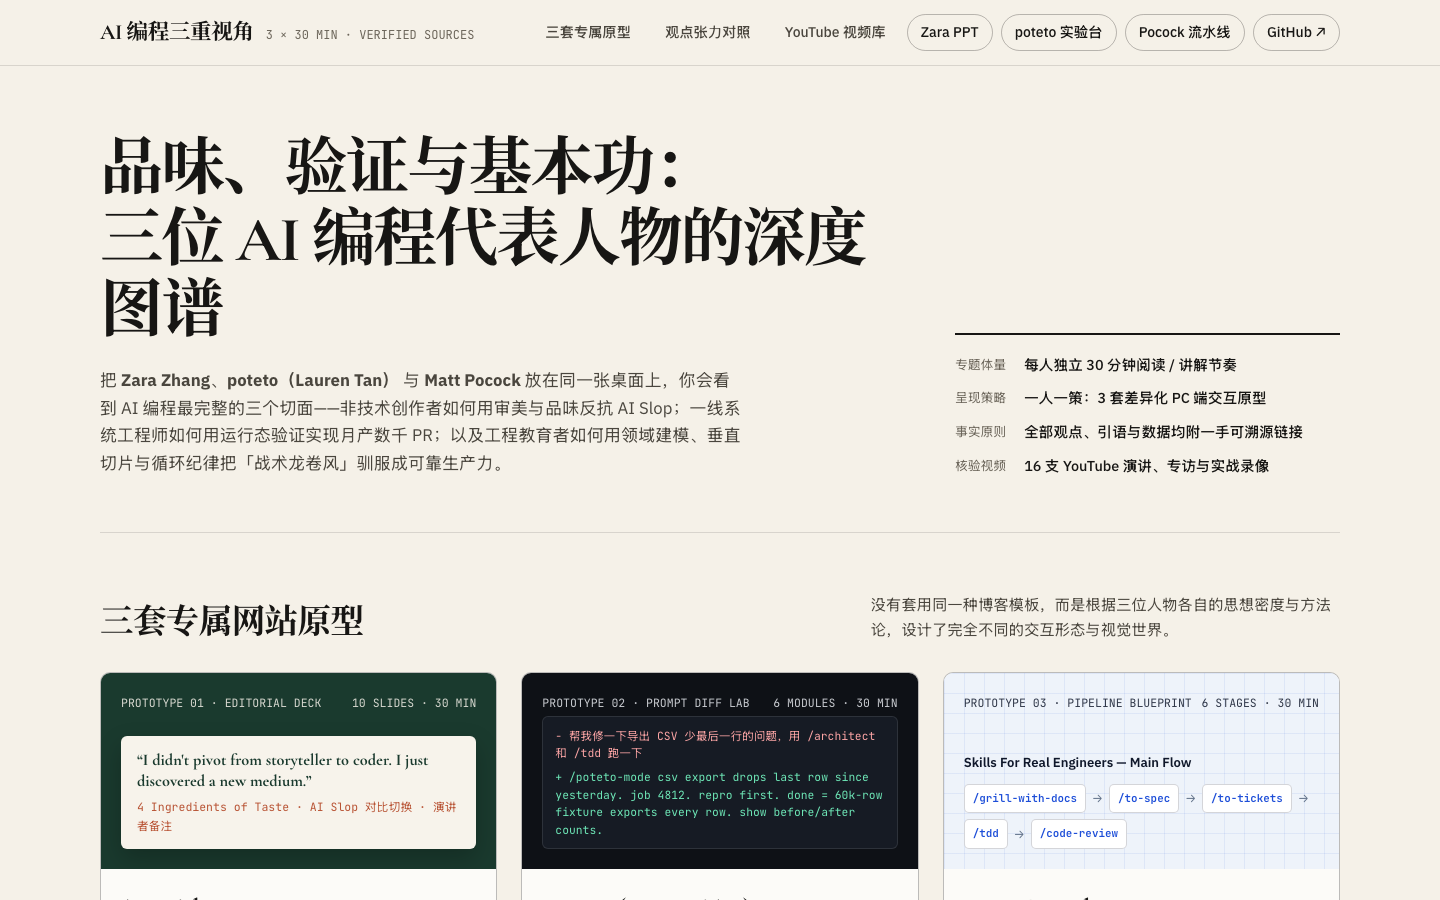 AI 编程三重视角 3 × 30 MIN · VERIFIED SOURCES 三套专属原型 观点张力对照 YouTube 视频库 Zara PPT poteto 实验台 Pocock 流水线 GitHub ↗
品味、验证与基本功：
三位 AI 编程代表人物的深度
图谱
把 Zara Zhang、poteto（Lauren Tan） 与 Matt Pocock 放在同一张桌面上，你会看
到 AI 编程最完整的三个切面——非技术创作者如何用审美与品味反抗 AI Slop；一线系
统工程师如何用运行态验证实现月产数千 PR；以及工程教育者如何用领域建模、垂直
切片与循环纪律把「战术龙卷风」驯服成可靠生产力。
专题体量 每人独立 30 分钟阅读 / 讲解节奏
呈现策略 一人一策：3 套差异化 PC 端交互原型
事实原则 全部观点、引语与数据均附一手可溯源链接
核验视频 16 支 YouTube 演讲、专访与实战录像
三套专属网站原型
没有套用同一种博客模板，而是根据三位人物各自的思想密度与方法
论，设计了完全不同的交互形态与视觉世界。
PROTOTYPE 01 · EDITORIAL DECK 10 SLIDES · 30 MIN
“I didn't pivot from storyteller to coder. I just
discovered a new medium.”
4 Ingredients of Taste · AI Slop 对比切换 · 演讲
者备注
PROTOTYPE 02 · PROMPT DIFF LAB 6 MODULES · 30 MIN
- 帮我修一下导出 CSV 少最后一行的问题，用 /architect
和 /tdd 跑一下
+ /poteto-mode csv export drops last row since
yesterday. job 4812. repro first. done = 60k-row
fixture exports every row. show before/after
counts.
PROTOTYPE 03 · PIPELINE BLUEPRINT 6 STAGES · 30 MIN
Skills For Real Engineers — Main Flow
/grill-with-docs → /to-spec → /to-tickets →
/tdd → /code-review